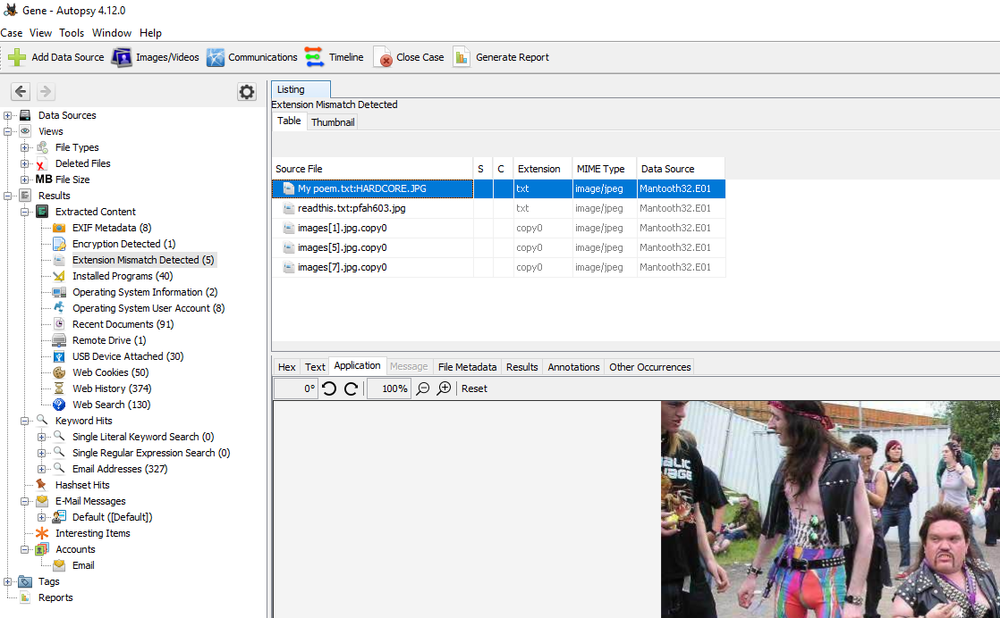 Gene - Autopsy 4.12.0
Case View Tools Window Help
Add Data Source Images/Videos Communications Timeline Close Case Generate Report
Listing
Extension Mismatch Detected
Table Thumbnail
Source File S C Extension MIME Type Data Source
My poem.txt:HARDCORE.JPG txt image/jpeg Mantooth32.E01
readthis.txt:pfah603.jpg txt image/jpeg Mantooth32.E01
images[1].jpg.copy0 copy0 image/jpeg Mantooth32.E01
images[5].jpg.copy0 copy0 image/jpeg Mantooth32.E01
images[7].jpg.copy0 copy0 image/jpeg Mantooth32.E01
Data Sources
Views
File Types
Deleted Files
MB File Size
Results
Extracted Content
EXIF Metadata (8)
Encryption Detected (1)
Extension Mismatch Detected (5)
Installed Programs (40)
Operating System Information (2)
Operating System User Account (8)
Recent Documents (91)
Remote Drive (1)
USB Device Attached (30)
Web Cookies (50)
Web History (374)
Web Search (130)
Keyword Hits
Single Literal Keyword Search (0)
Single Regular Expression Search (0)
Email Addresses (327)
Hashset Hits
E-Mail Messages
Default ([Default])
Interesting Items
Accounts
Email
Tags
Reports
Hex Text Application Message File Metadata Results Annotations Other Occurrences
0° 100% Reset